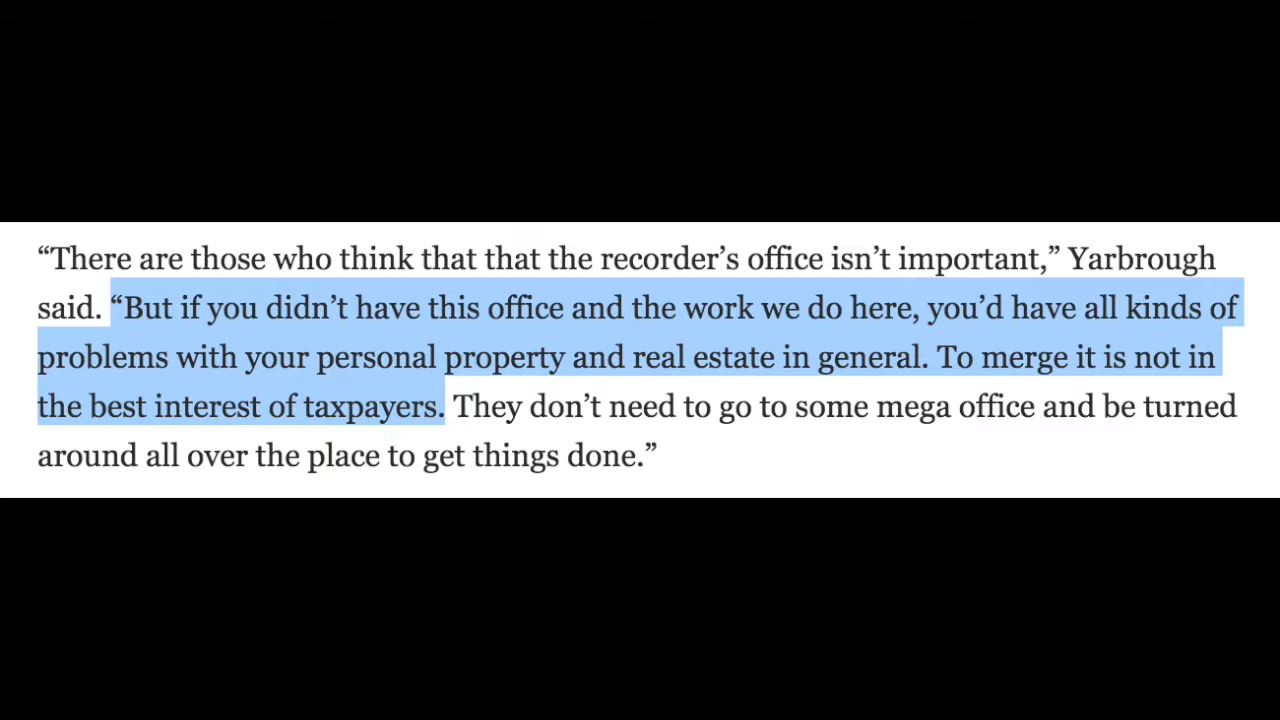 “There are those who think that that the recorder’s office isn’t important,” Yarbrough
said. “But if you didn’t have this office and the work we do here, you’d have all kinds of
problems with your personal property and real estate in general. To merge it is not in
the best interest of taxpayers. They don’t need to go to some mega office and be turned
around all over the place to get things done.”